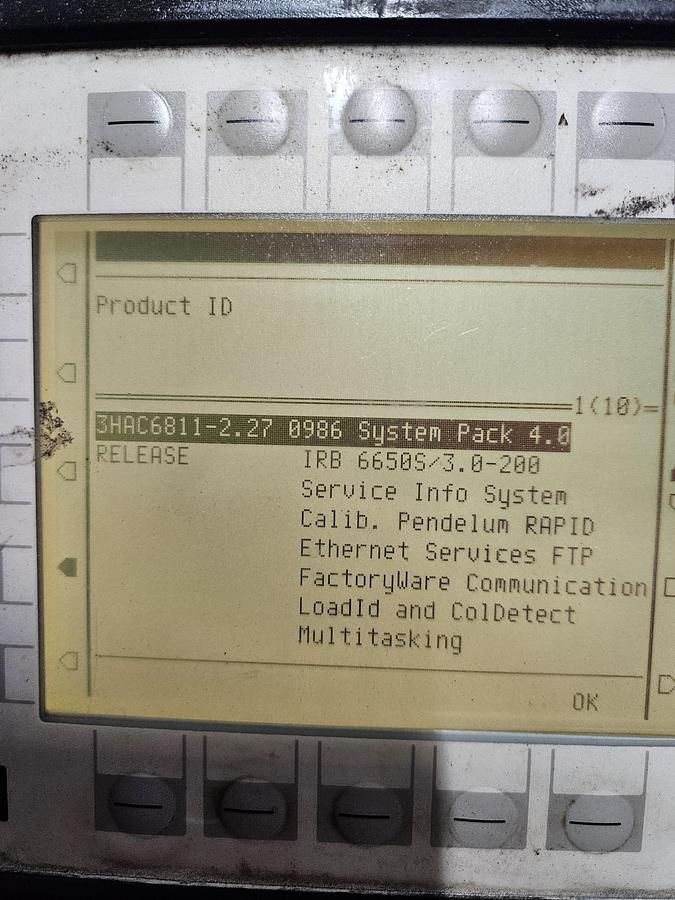 Product ID
1(10)=
3HAC6811-2.27 0986 System Pack 4.0
RELEASE IRB 6650S/3.0-200
Service Info System
Calib. Pendelum RAPID
Ethernet Services FTP
FactoryWare Communication
LoadId and ColDetect
Multitasking
OK